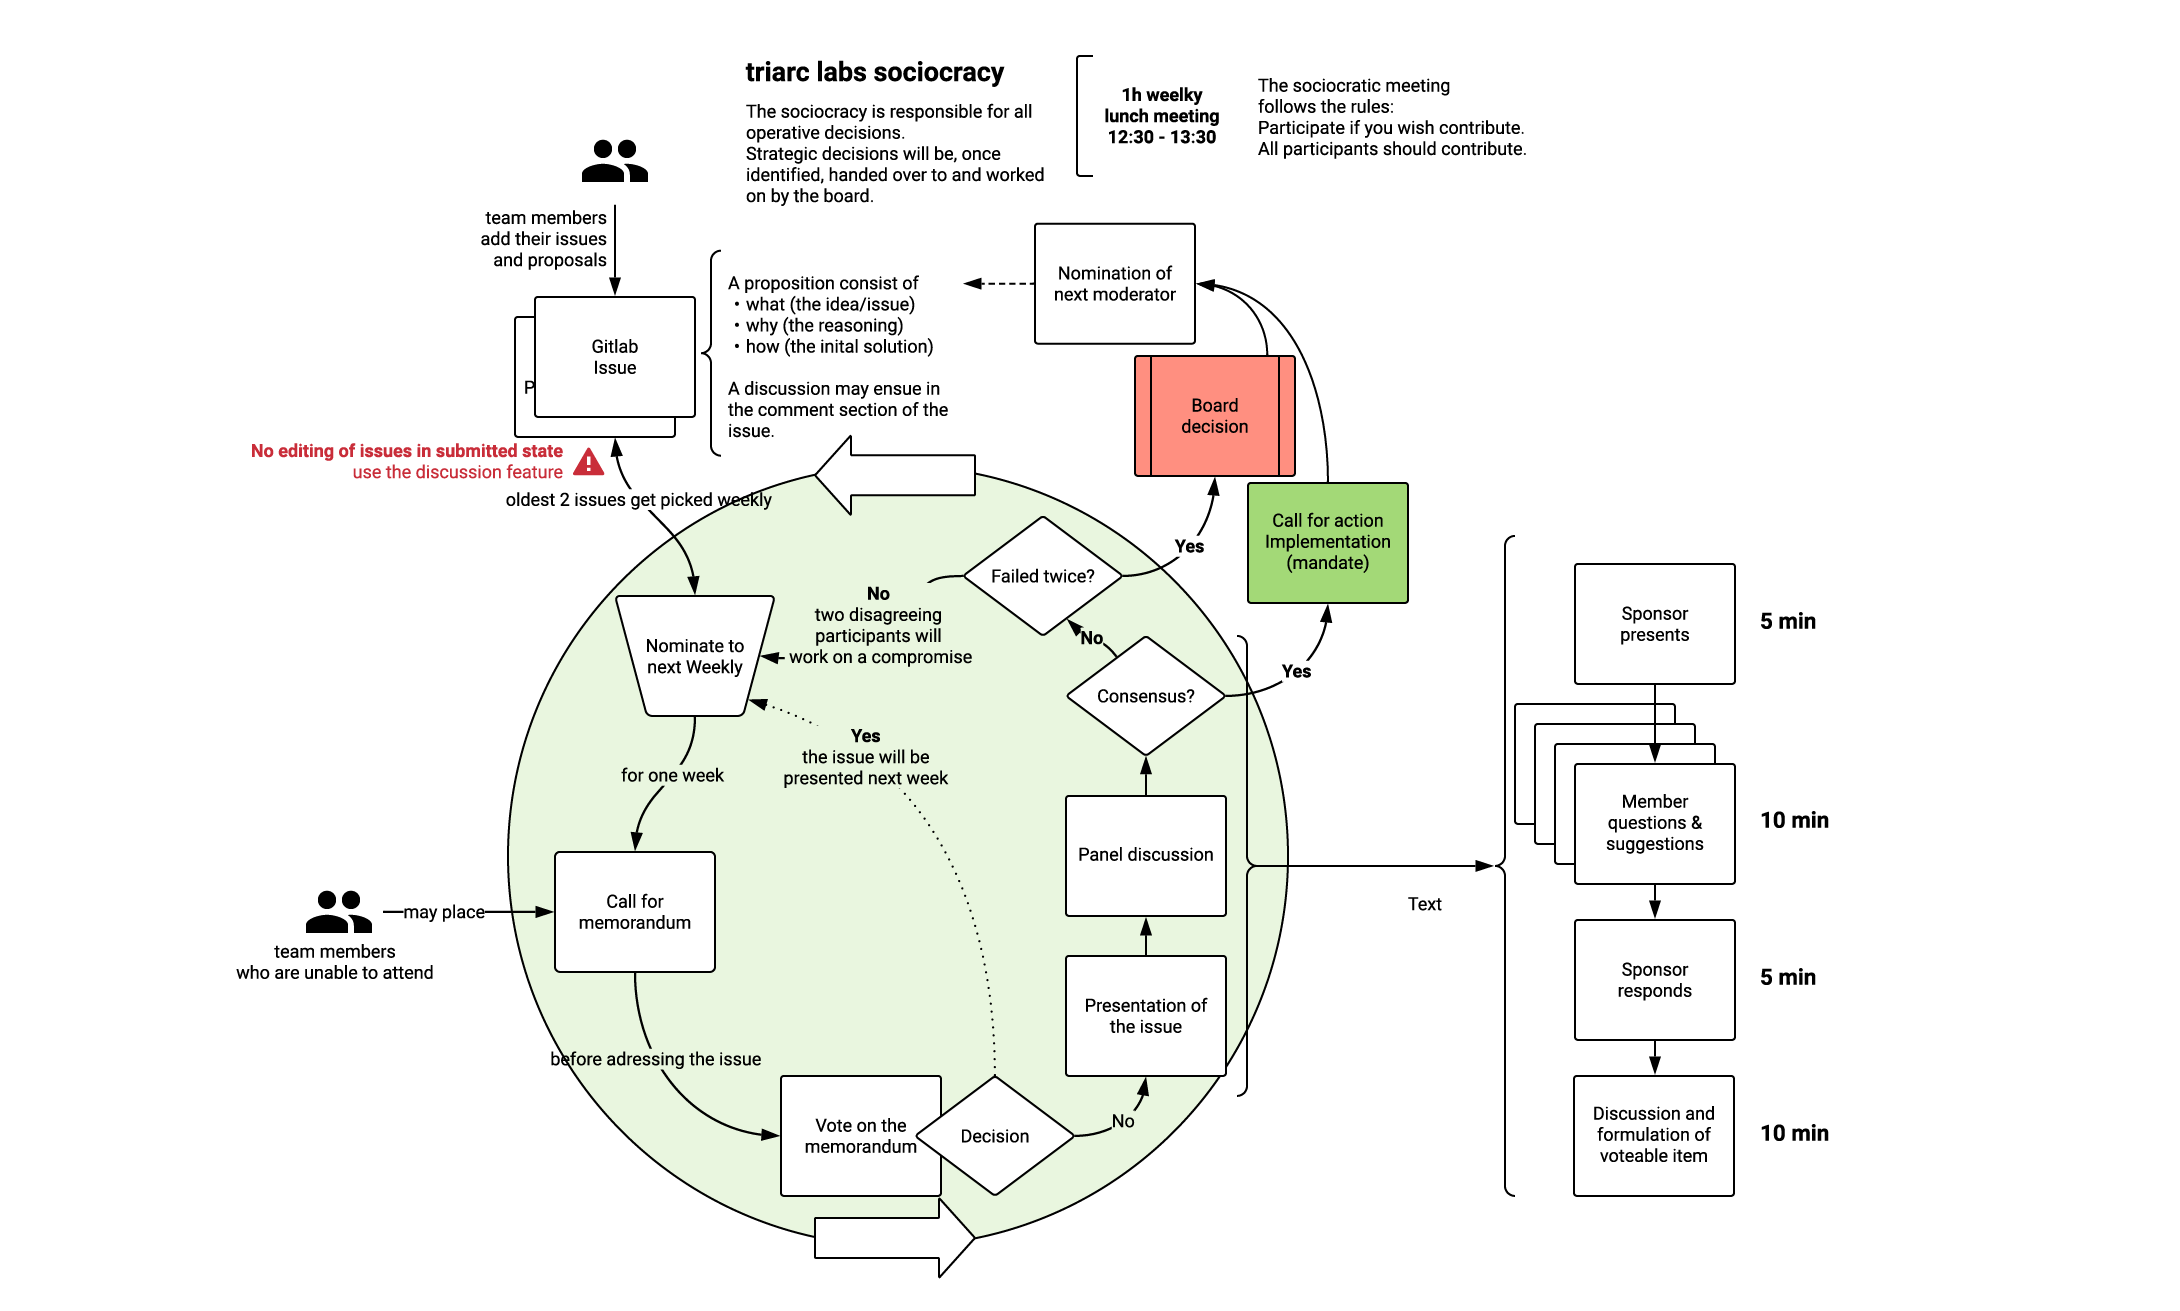 triarc labs sociocracy
The sociocracy is responsible for all
operative decisions.
Strategic decisions will be, once
identified, handed over to and worked
on by the board.
1h weelky
lunch meeting
12:30 - 13:30
The sociocratic meeting
follows the rules:
Participate if you wish contribute.
All participants should contribute.
team members
add their issues
and proposals
Gitlab
Issue
P
A proposition consist of
• what (the idea/issue)
• why (the reasoning)
• how (the inital solution)
A discussion may ensue in
the comment section of the
issue.
Nomination of
next moderator
Board
decision
No editing of issues in submitted state
use the discussion feature
oldest 2 issues get picked weekly
Call for action
Implementation
(mandate)
Yes
Failed twice?
No
two disagreeing
participants will
work on a compromise
Nominate to
next Weekly
No
Consensus?
Yes
Yes
the issue will be
presented next week
for one week
Panel discussion
Call for
memorandum
may place
team members
who are unable to attend
Presentation of
the issue
before adressing the issue
Vote on the
memorandum
Decision
No
Text
Sponsor
presents
5 min
Member
questions &
suggestions
10 min
Sponsor
responds
5 min
Discussion and
formulation of
voteable item
10 min